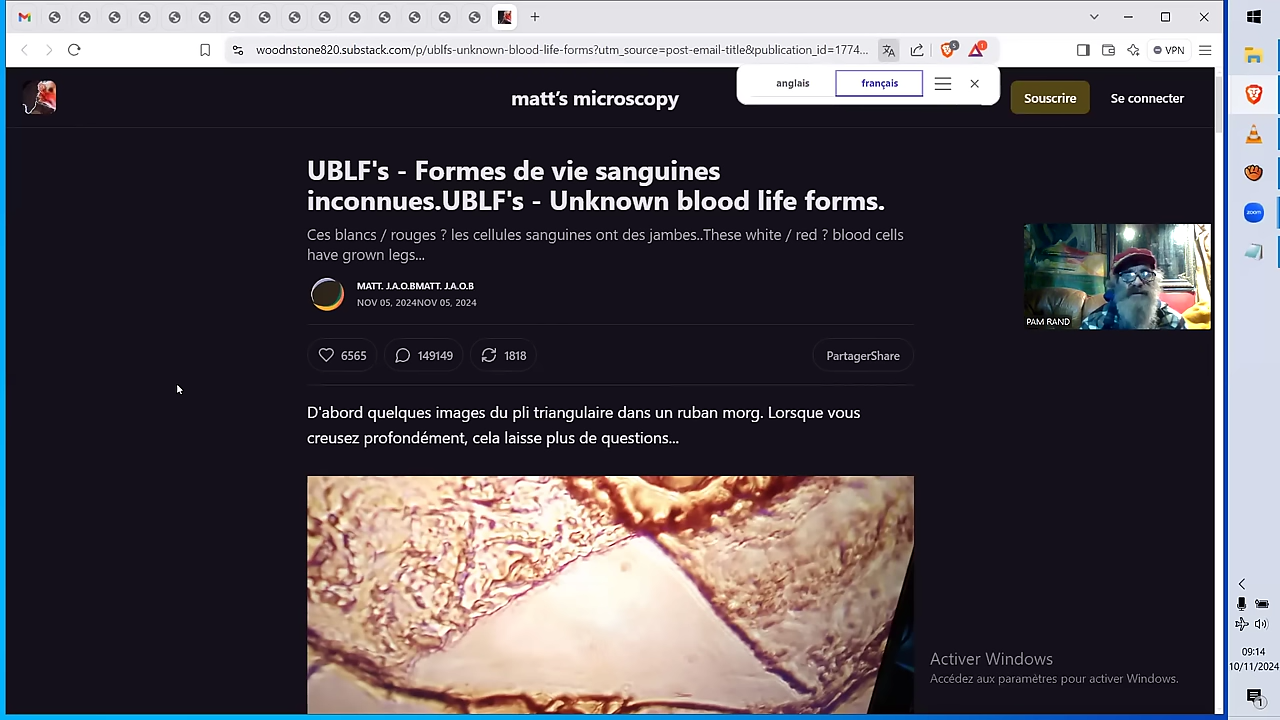 woodnstone820.substack.com/p/ublfs-unknown-blood-life-forms?utm_source=post-email-title&publication_id=1774...
5
1
VPN
anglais
français
matt's microscopy
Souscrire
Se connecter
UBLF's - Formes de vie sanguines
inconnues.UBLF's - Unknown blood life forms.
Ces blancs / rouges ? les cellules sanguines ont des jambes..These white / red ? blood cells
have grown legs...
MATT. J.A.O.BMATT. J.A.O.B
NOV 05, 2024NOV 05, 2024
6565
149149
1818
PartagerShare
D'abord quelques images du pli triangulaire dans un ruban morg. Lorsque vous
creusez profondément, cela laisse plus de questions...
PAM RAND
zoom
Activer Windows
Accédez aux paramètres pour activer Windows.
09:14
10/11/2024
1